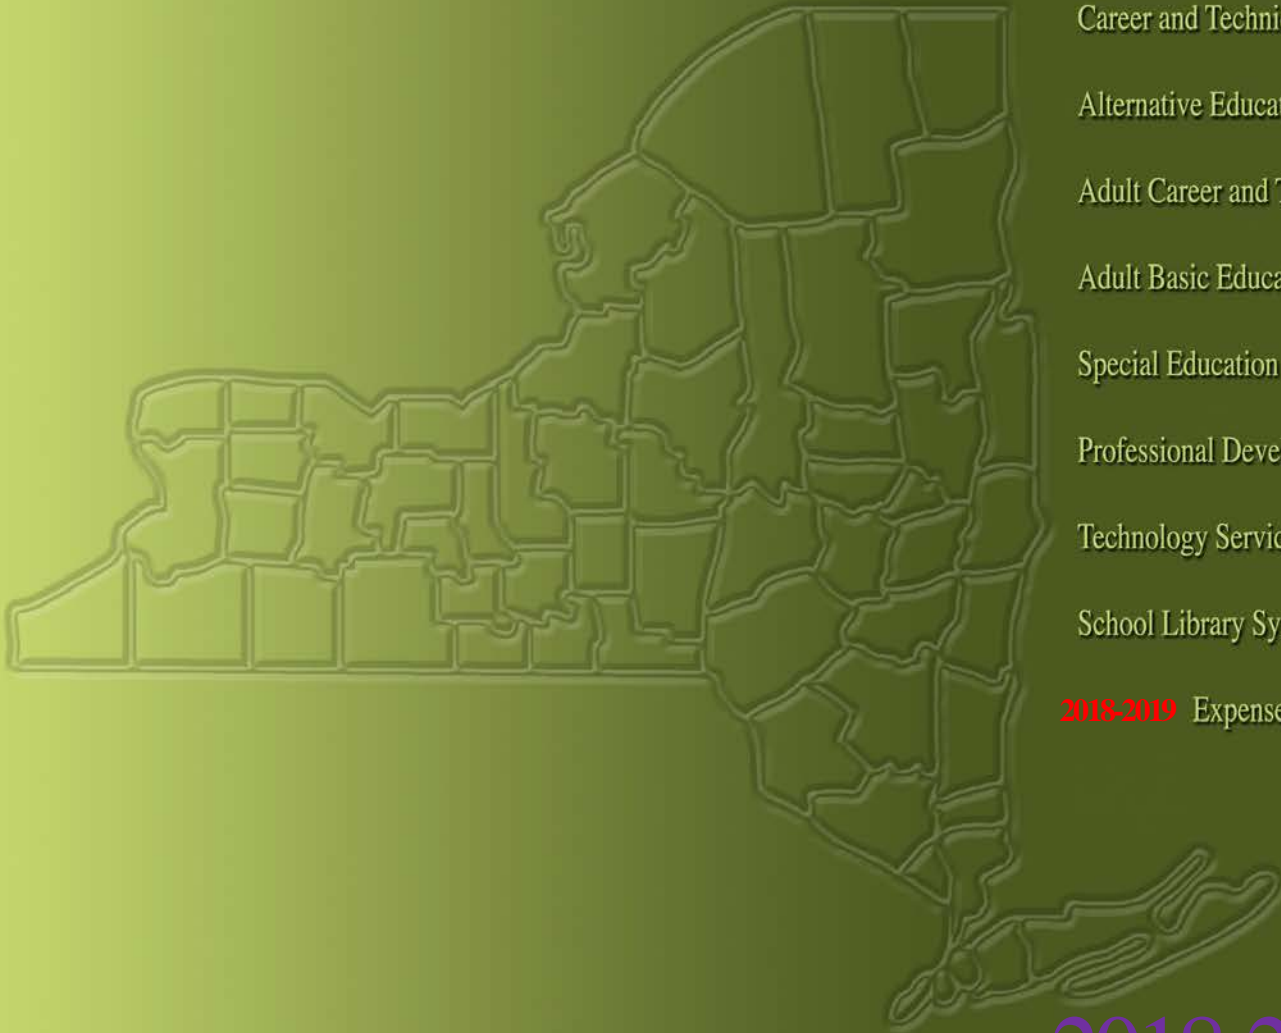 Career and Techni
Alternative Educa
Adult Career and
Adult Basic Educa
Special Education
Professional Deve
Technology Servic
School Library Sy
2018-2019 Expense